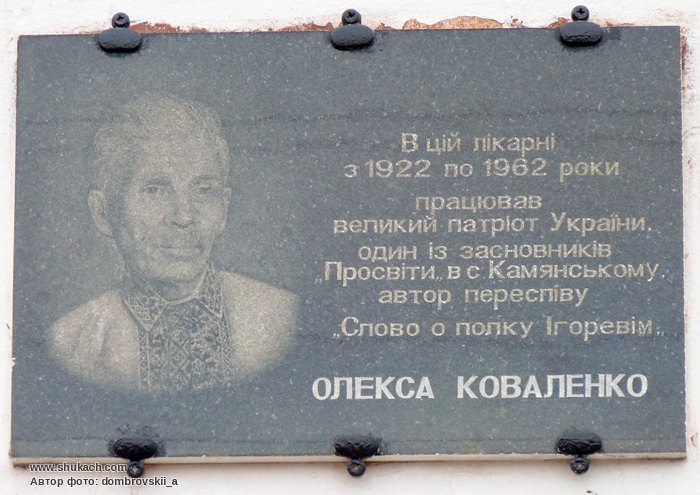 В цій лікарні
з 1922 по 1962 роки
працював
великий патріот України,
один із засновників
Просвіти, в с Камянському,
автор переспіву
„Слово о полку Ігоревім„
ОЛЕКСА КОВАЛЕНКО
www.shukach.com
Автор фото: dombrovskii_a